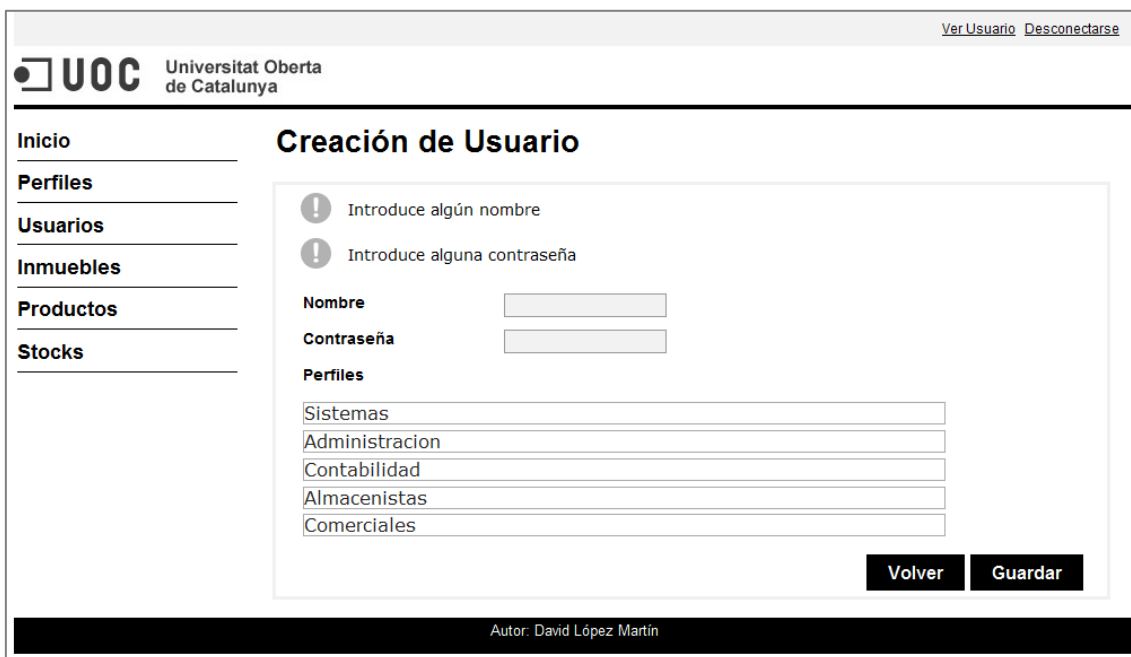 Ver Usuario Desconectarse
UOC Universitat Oberta
de Catalunya
Inicio
Perfiles
Usuarios
Inmuebles
Productos
Stocks
Creación de Usuario
Introduce algún nombre
Introduce alguna contraseña
Nombre
Contraseña
Perfiles
Sistemas
Administracion
Contabilidad
Almacenistas
Comerciales
Volver Guardar
Autor: David López Martín